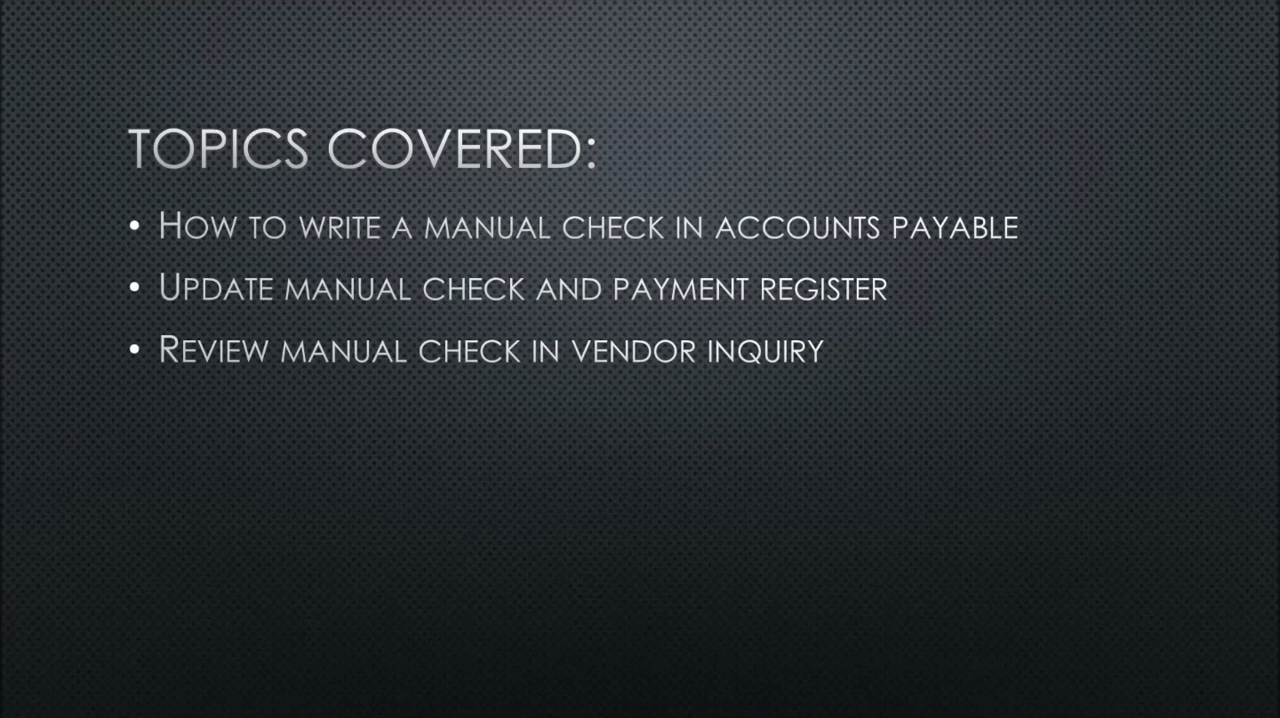 TOPICS COVERED:
• HOW TO WRITE A MANUAL CHECK IN ACCOUNTS PAYABLE
• UPDATE MANUAL CHECK AND PAYMENT REGISTER
• REVIEW MANUAL CHECK IN VENDOR INQUIRY